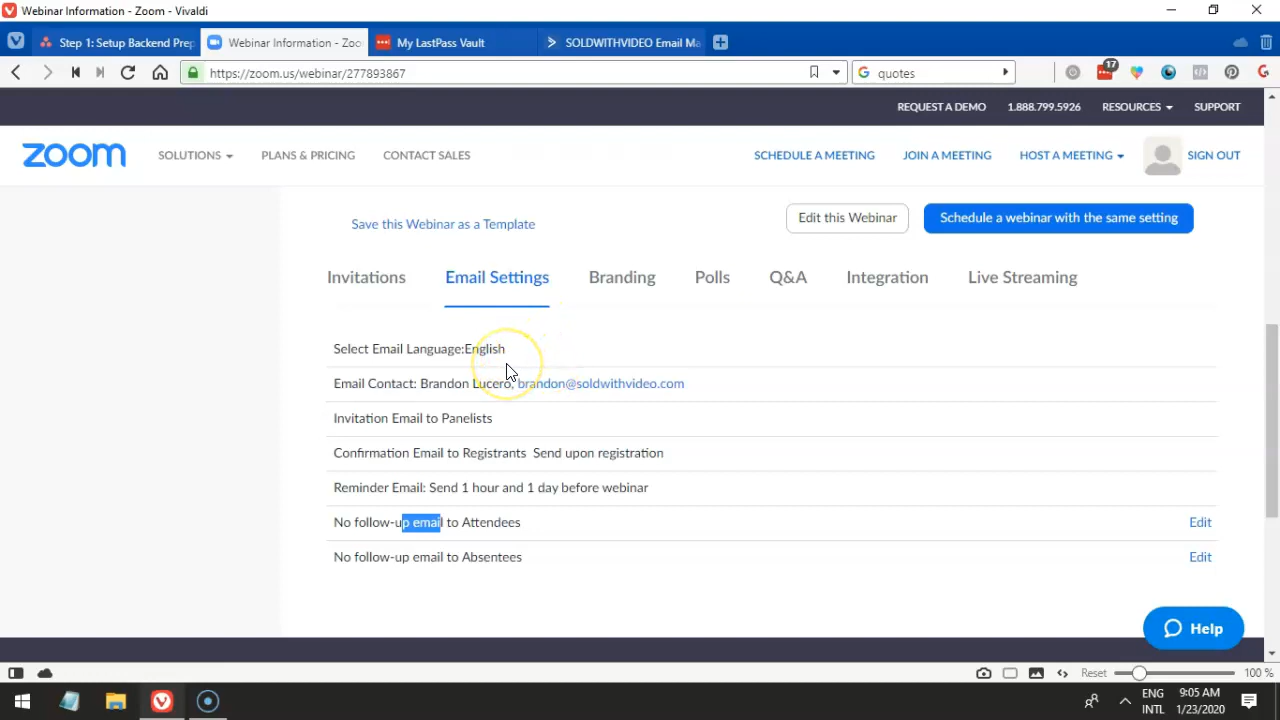 Webinar Information - Zoom - Vivaldi
Step 1: Setup Backend Prep
Webinar Information - Zoo
My LastPass Vault
SOLDWITHVIDEO Email Ma
https://zoom.us/webinar/277893867
quotes
17
REQUEST A DEMO 1.888.799.5926 RESOURCES SUPPORT
zoom SOLUTIONS PLANS & PRICING CONTACT SALES SCHEDULE A MEETING JOIN A MEETING HOST A MEETING SIGN OUT
Save this Webinar as a Template Edit this Webinar Schedule a webinar with the same setting
Invitations Email Settings Branding Polls Q&A Integration Live Streaming
Select Email Language:English
Email Contact: Brandon Lucero, brandon@soldwithvideo.com
Invitation Email to Panelists
Confirmation Email to Registrants Send upon registration
Reminder Email: Send 1 hour and 1 day before webinar
No follow-up email to Attendees Edit
No follow-up email to Absentees Edit
Help
Reset 100 %
ENG 9:05 AM
INTL 1/23/2020